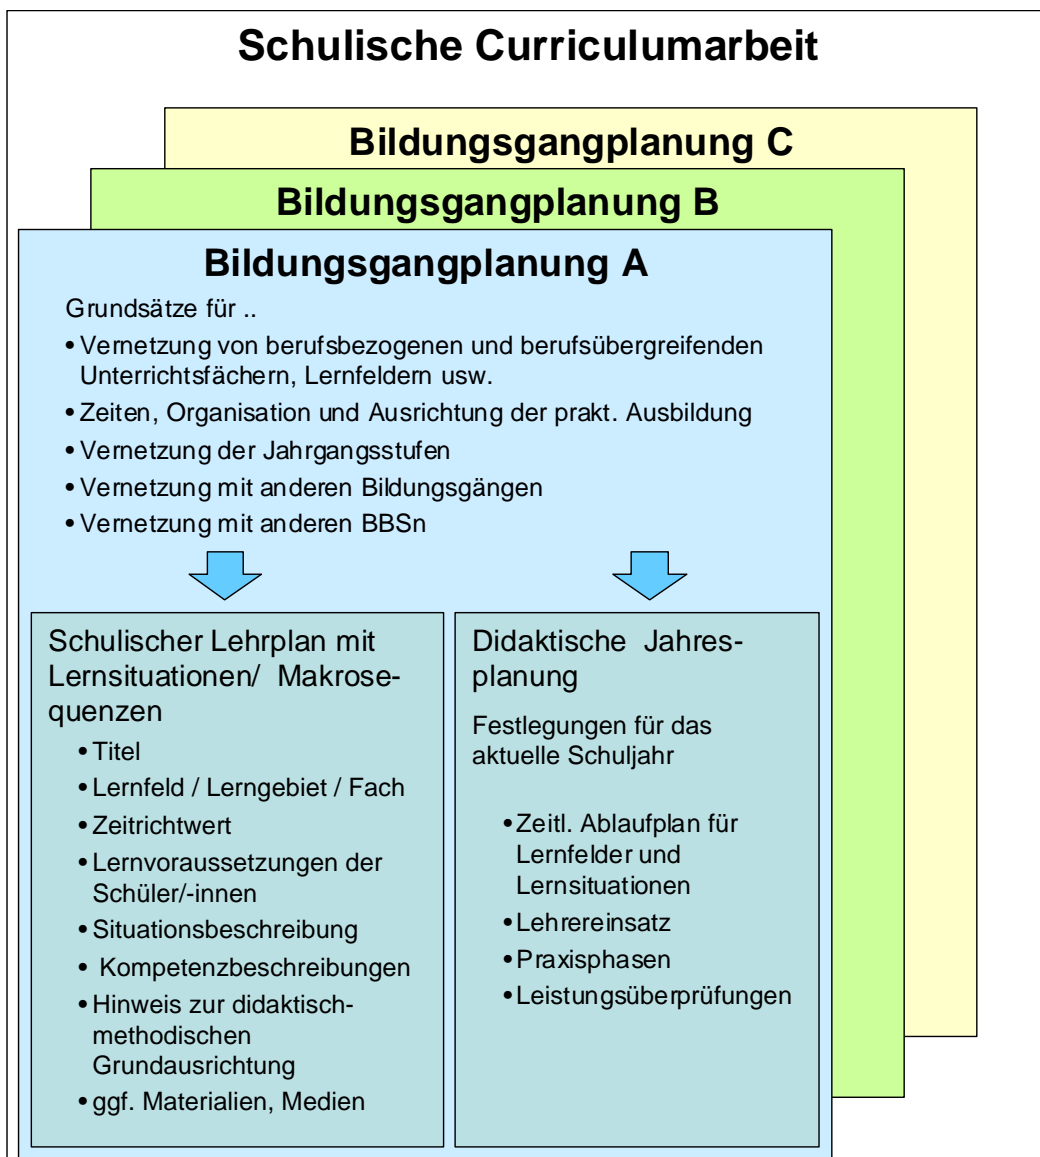 Schulische Curriculumarbeit
Bildungsgangplanung C
Bildungsgangplanung B
Bildungsgangplanung A
Grundsätze für ..
• Vernetzung von berufsbezogenen und berufsübergreifenden
Unterrichtsfächern, Lernfeldern usw.
• Zeiten, Organisation und Ausrichtung der prakt. Ausbildung
• Vernetzung der Jahrgangsstufen
• Vernetzung mit anderen Bildungsgängen
• Vernetzung mit anderen BBSn
Schulischer Lehrplan mit
Lernsituationen/ Makrose-
quenzen
• Titel
• Lernfeld / Lerngebiet / Fach
• Zeitrichtwert
• Lernvoraussetzungen der
Schüler/-innen
• Situationsbeschreibung
• Kompetenzbeschreibungen
• Hinweis zur didaktisch-
methodischen
Grundausrichtung
• ggf. Materialien, Medien
Didaktische Jahres-
planung
Festlegungen für das
aktuelle Schuljahr
• Zeitl. Ablaufplan für
Lernfelder und
Lernsituationen
• Lehrereinsatz
• Praxisphasen
• Leistungsüberprüfungen